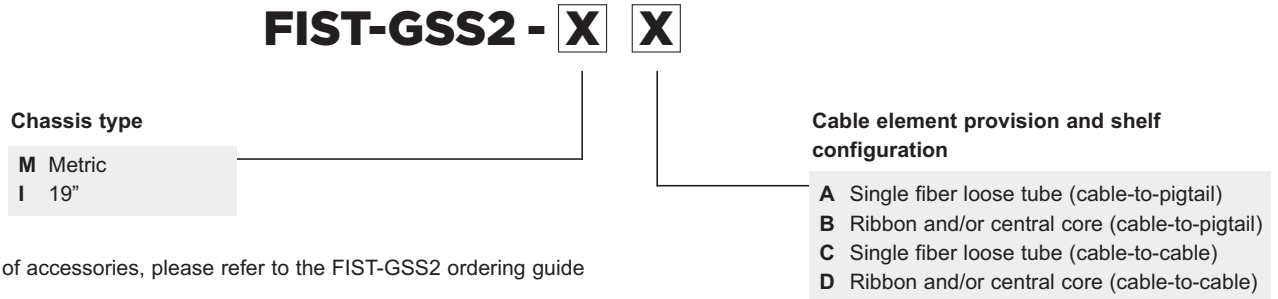 FIST-GSS2 - X X
Chassis type
M Metric
I 19”
Cable element provision and shelf
configuration
A Single fiber loose tube (cable-to-pigtail)
B Ribbon and/or central core (cable-to-pigtail)
C Single fiber loose tube (cable-to-cable)
D Ribbon and/or central core (cable-to-cable)
of accessories, please refer to the FIST-GSS2 ordering guide